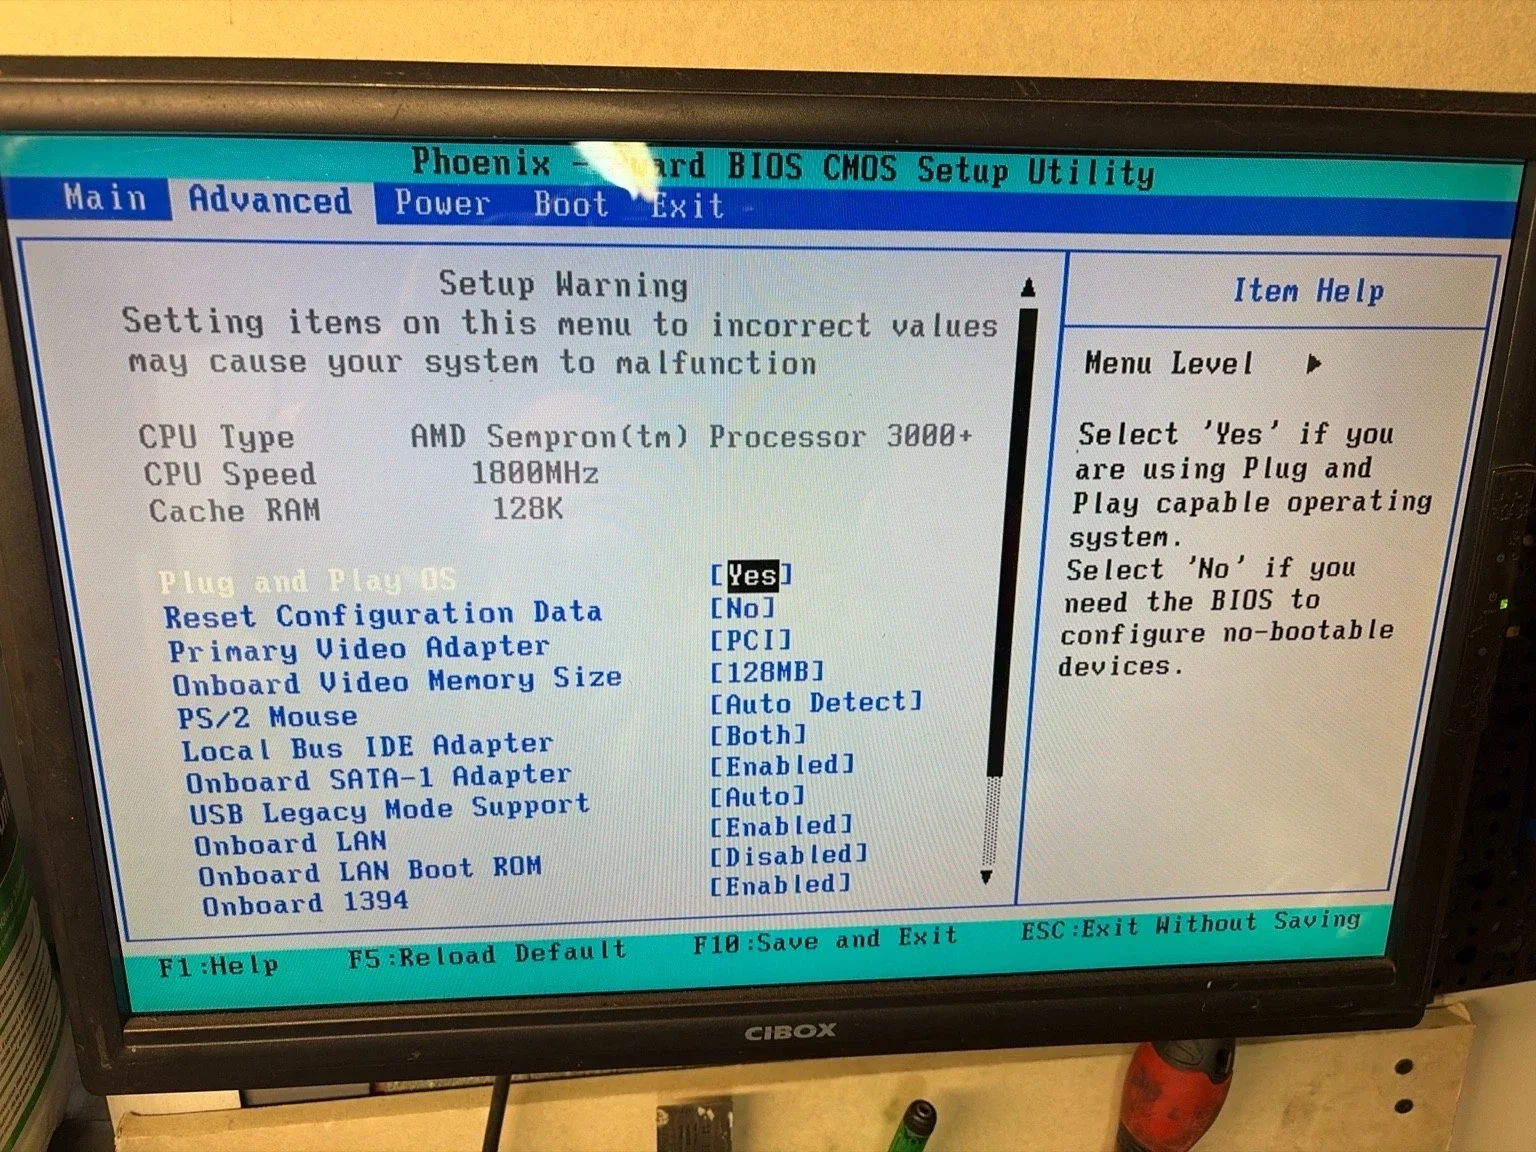 Phoenix - ward BIOS CMOS Setup Utility
Main Advanced Power Boot Exit
Setup Warning
Setting items on this menu to incorrect values
may cause your system to malfunction
CPU Type AMD Sempron(tm) Processor 3000+
CPU Speed 1800MHz
Cache RAM 128K
Plug and Play OS [Yes]
Reset Configuration Data [No]
Primary Video Adapter [PCI]
Onboard Video Memory Size [128MB]
PS/2 Mouse [Auto Detect]
Local Bus IDE Adapter [Both]
Onboard SATA-1 Adapter [Enabled]
USB Legacy Mode Support [Auto]
Onboard LAN [Enabled]
Onboard LAN Boot ROM [Disabled]
Onboard 1394 [Enabled]
Item Help
Menu Level
Select 'Yes' if you
are using Plug and
Play capable operating
system.
Select 'No' if you
need the BIOS to
configure no-bootable
devices.
F1:Help F5:Reload Default F10:Save and Exit ESC:Exit Without Saving
CIBOX